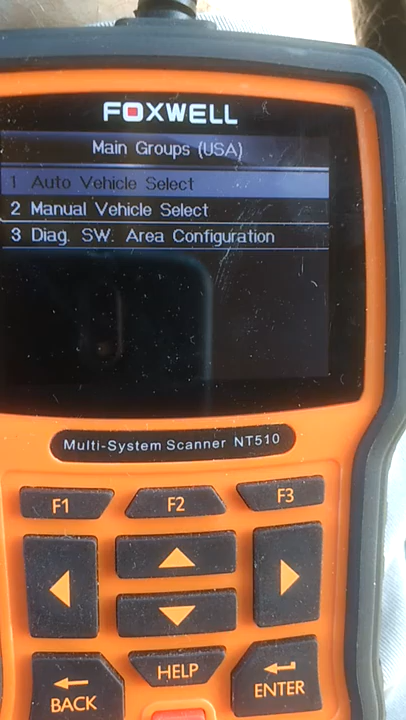 FOXWELL
Main Groups (USA)
1 Auto Vehicle Select
2 Manual Vehicle Select
3 Diag. SW. Area Configuration
Multi-System Scanner NT510
F1 F2 F3
HELP
BACK ENTER